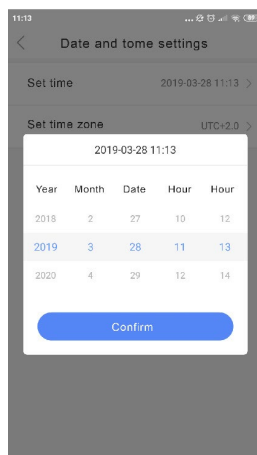 11:13
Date and tome settings
Set time 2019-03-28 11:13
Set time zone UTC+2.0
2019-03-28 11:13
Year Month Date Hour Hour
2018 2 27 10 12
2019 3 28 11 13
2020 4 29 12 14
Confirm